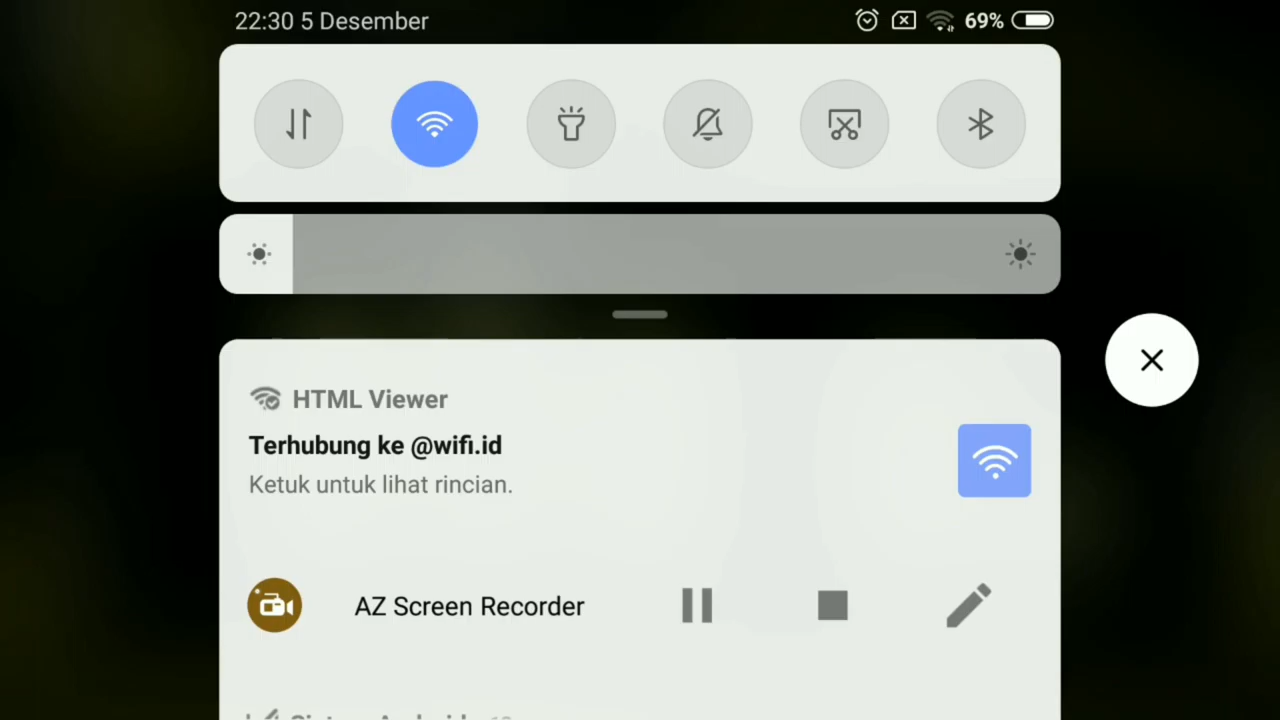 22:30 5 Desember
69%
HTML Viewer
Terhubung ke @wifi.id
Ketuk untuk lihat rincian.
AZ Screen Recorder